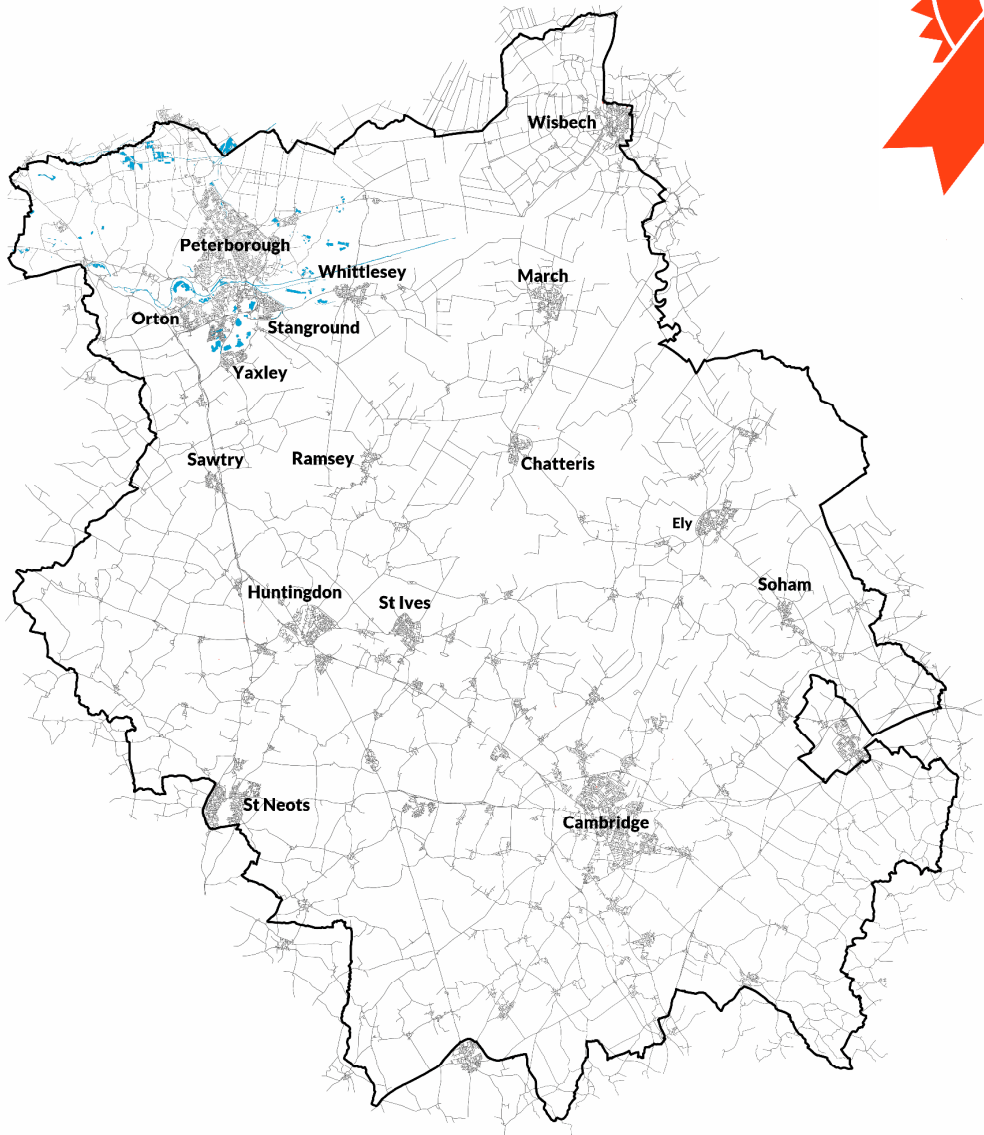 Wisbech
Peterborough
Whittlesey
March
Orton
Stanground
Yaxley
Sawtry
Ramsey
Chatteris
Ely
Soham
Huntingdon
St Ives
St Neots
Cambridge